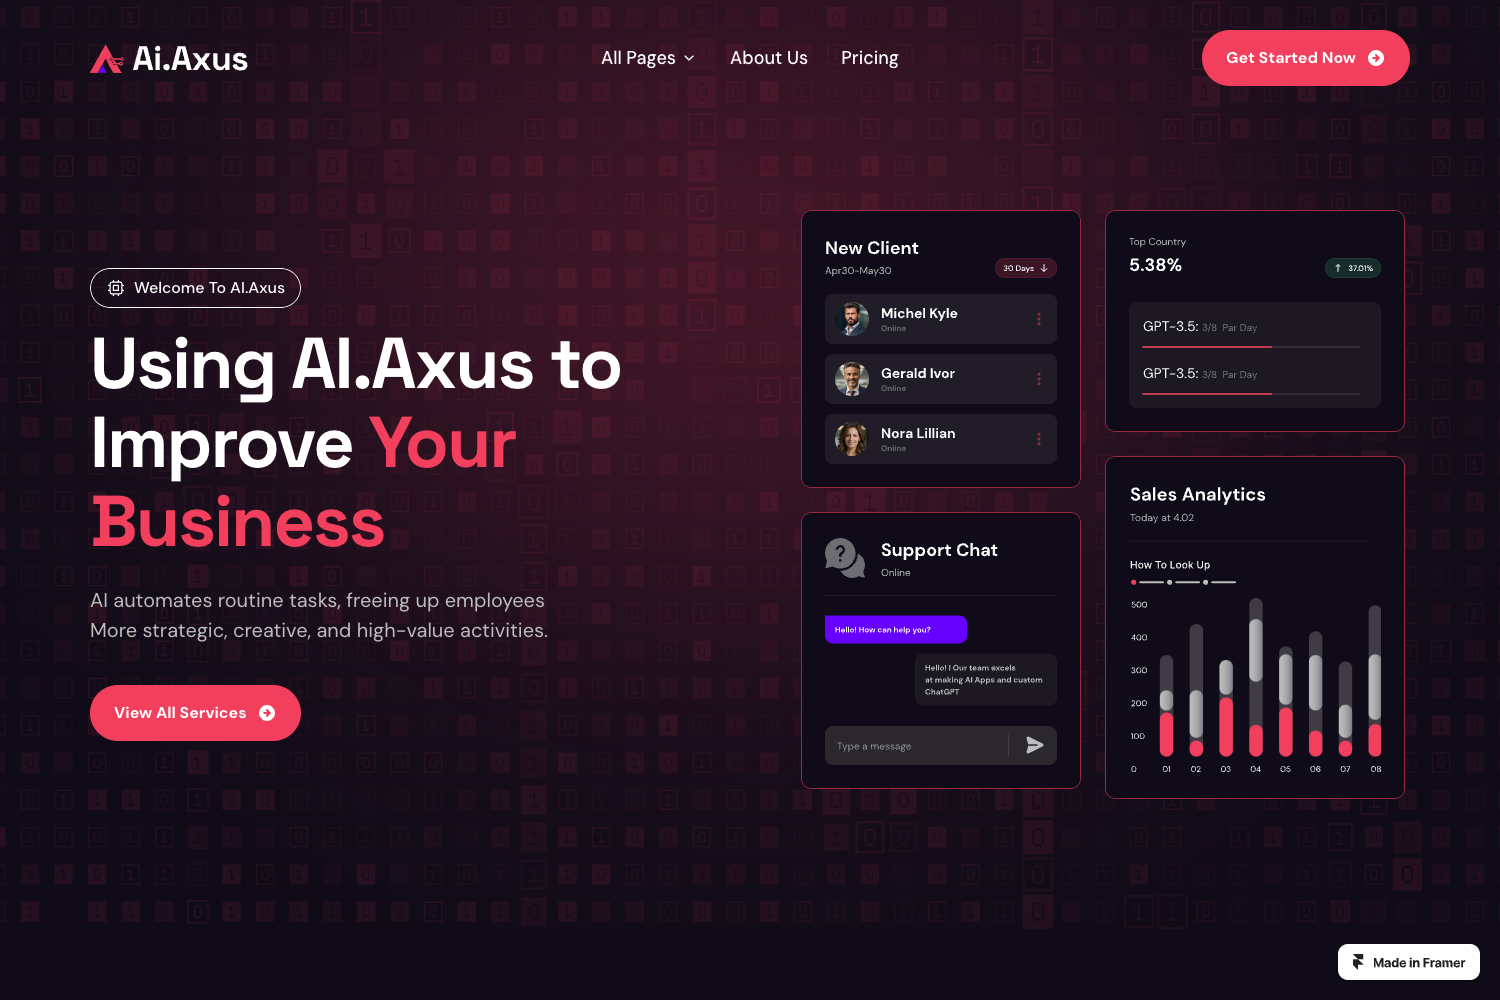 Ai.Axus
All Pages
About Us
Pricing
Get Started Now
Welcome To AI.Axus
Using AI.Axus to
Improve Your
Business
AI automates routine tasks, freeing up employees
More strategic, creative, and high-value activities.
View All Services
New Client
Apr30-May30
30 Days
Michel Kyle
Online
Gerald Ivor
Online
Nora Lillian
Online
Top Country
5.38%
37.01%
GPT-3.5: 3/8 Par Day
GPT-3.5: 3/8 Par Day
Support Chat
Online
Hello! How can help you?
Hello! I Our team excels
at making AI Apps and custom
ChatGPT
Type a message
Sales Analytics
Today at 4.02
How To Look Up
500
400
300
200
100
0 01 02 03 04 05 06 07 08
Made in Framer